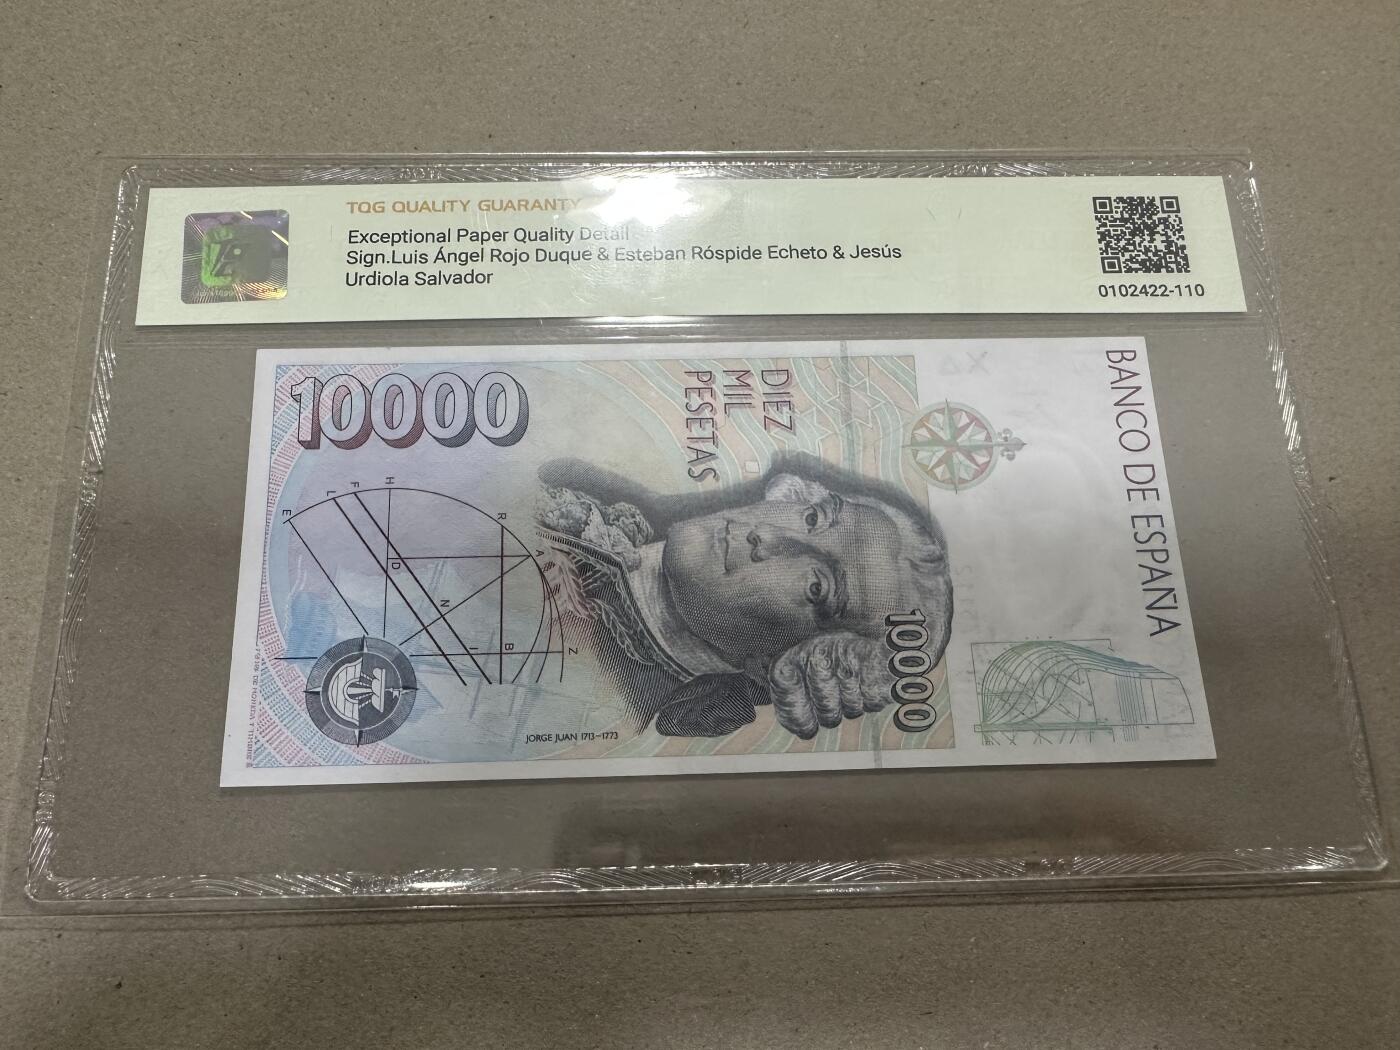 TQG QUALITY GUARANTY
Exceptional Paper Quality Detail
Sign.Luis Ángel Rojo Duque & Esteban Róspide Echeto & Jesús
Urdiola Salvador
0102422-110
BANCO DE ESPAÑA
10000
DIEZ
MIL
PESETAS
10000
H
F
L
E
R
A
D
N
I
B
Z
JORGE JUAN 1713-1773